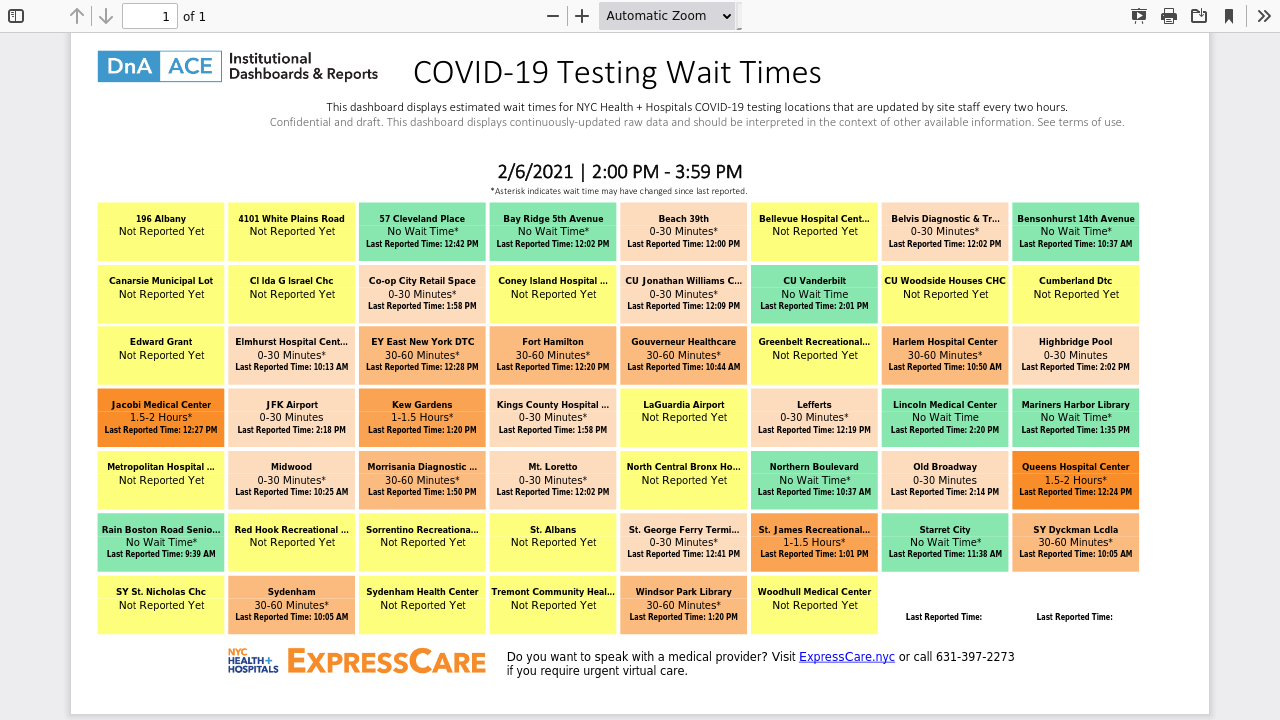 1 of 1 Automatic Zoom
DnA ACE Institutional Dashboards & Reports
COVID-19 Testing Wait Times
This dashboard displays estimated wait times for NYC Health + Hospitals COVID-19 testing locations that are updated by site staff every two hours.
Confidential and draft. This dashboard displays continuously-updated raw data and should be interpreted in the context of other available information. See terms of use.
2/6/2021 | 2:00 PM - 3:59 PM
*Asterisk indicates wait time may have changed since last reported.
196 Albany
Not Reported Yet
4101 White Plains Road
Not Reported Yet
57 Cleveland Place
No Wait Time*
Last Reported Time: 12:42 PM
Bay Ridge 5th Avenue
No Wait Time*
Last Reported Time: 12:02 PM
Beach 39th
0-30 Minutes*
Last Reported Time: 12:00 PM
Bellevue Hospital Cent...
Not Reported Yet
Belvis Diagnostic & Tr...
0-30 Minutes*
Last Reported Time: 12:02 PM
Bensonhurst 14th Avenue
No Wait Time*
Last Reported Time: 10:37 AM
Canarsie Municipal Lot
Not Reported Yet
CI Ida G Israel Chc
Not Reported Yet
Co-op City Retail Space
0-30 Minutes*
Last Reported Time: 1:58 PM
Coney Island Hospital ...
Not Reported Yet
CU Jonathan Williams C...
0-30 Minutes*
Last Reported Time: 12:09 PM
CU Vanderbilt
No Wait Time
Last Reported Time: 2:01 PM
CU Woodside Houses CHC
Not Reported Yet
Cumberland Dtc
Not Reported Yet
Edward Grant
Not Reported Yet
Elmhurst Hospital Cent...
0-30 Minutes*
Last Reported Time: 10:13 AM
EY East New York DTC
30-60 Minutes*
Last Reported Time: 12:28 PM
Fort Hamilton
30-60 Minutes*
Last Reported Time: 12:20 PM
Gouverneur Healthcare
30-60 Minutes*
Last Reported Time: 10:44 AM
Greenbelt Recreational...
Not Reported Yet
Harlem Hospital Center
30-60 Minutes*
Last Reported Time: 10:50 AM
Highbridge Pool
0-30 Minutes
Last Reported Time: 2:02 PM
Jacobi Medical Center
1.5-2 Hours*
Last Reported Time: 12:27 PM
JFK Airport
0-30 Minutes
Last Reported Time: 2:18 PM
Kew Gardens
1-1.5 Hours*
Last Reported Time: 1:20 PM
Kings County Hospital ...
0-30 Minutes*
Last Reported Time: 1:58 PM
LaGuardia Airport
Not Reported Yet
Lefferts
0-30 Minutes*
Last Reported Time: 12:19 PM
Lincoln Medical Center
No Wait Time
Last Reported Time: 2:20 PM
Mariners Harbor Library
No Wait Time*
Last Reported Time: 1:35 PM
Metropolitan Hospital ...
Not Reported Yet
Midwood
0-30 Minutes*
Last Reported Time: 10:25 AM
Morrisania Diagnostic ...
30-60 Minutes*
Last Reported Time: 1:50 PM
Mt. Loretto
0-30 Minutes*
Last Reported Time: 12:02 PM
North Central Bronx Ho...
Not Reported Yet
Northern Boulevard
No Wait Time*
Last Reported Time: 10:37 AM
Old Broadway
0-30 Minutes
Last Reported Time: 2:14 PM
Queens Hospital Center
1.5-2 Hours*
Last Reported Time: 12:24 PM
Rain Boston Road Senio...
No Wait Time*
Last Reported Time: 9:39 AM
Red Hook Recreational ...
Not Reported Yet
Sorrentino Recreationa...
Not Reported Yet
St. Albans
Not Reported Yet
St. George Ferry Termi...
0-30 Minutes*
Last Reported Time: 12:41 PM
St. James Recreational...
1-1.5 Hours*
Last Reported Time: 1:01 PM
Starret City
No Wait Time*
Last Reported Time: 11:38 AM
SY Dyckman Lcdla
30-60 Minutes*
Last Reported Time: 10:05 AM
SY St. Nicholas Chc
Not Reported Yet
Sydenham
30-60 Minutes*
Last Reported Time: 10:05 AM
Sydenham Health Center
Not Reported Yet
Tremont Community Heal...
Not Reported Yet
Windsor Park Library
30-60 Minutes*
Last Reported Time: 1:20 PM
Woodhull Medical Center
Not Reported Yet
Last Reported Time:
Last Reported Time:
NYC HEALTH+ HOSPITALS
EXPRESSCARE
Do you want to speak with a medical provider? Visit ExpressCare.nyc or call 631-397-2273
if you require urgent virtual care.